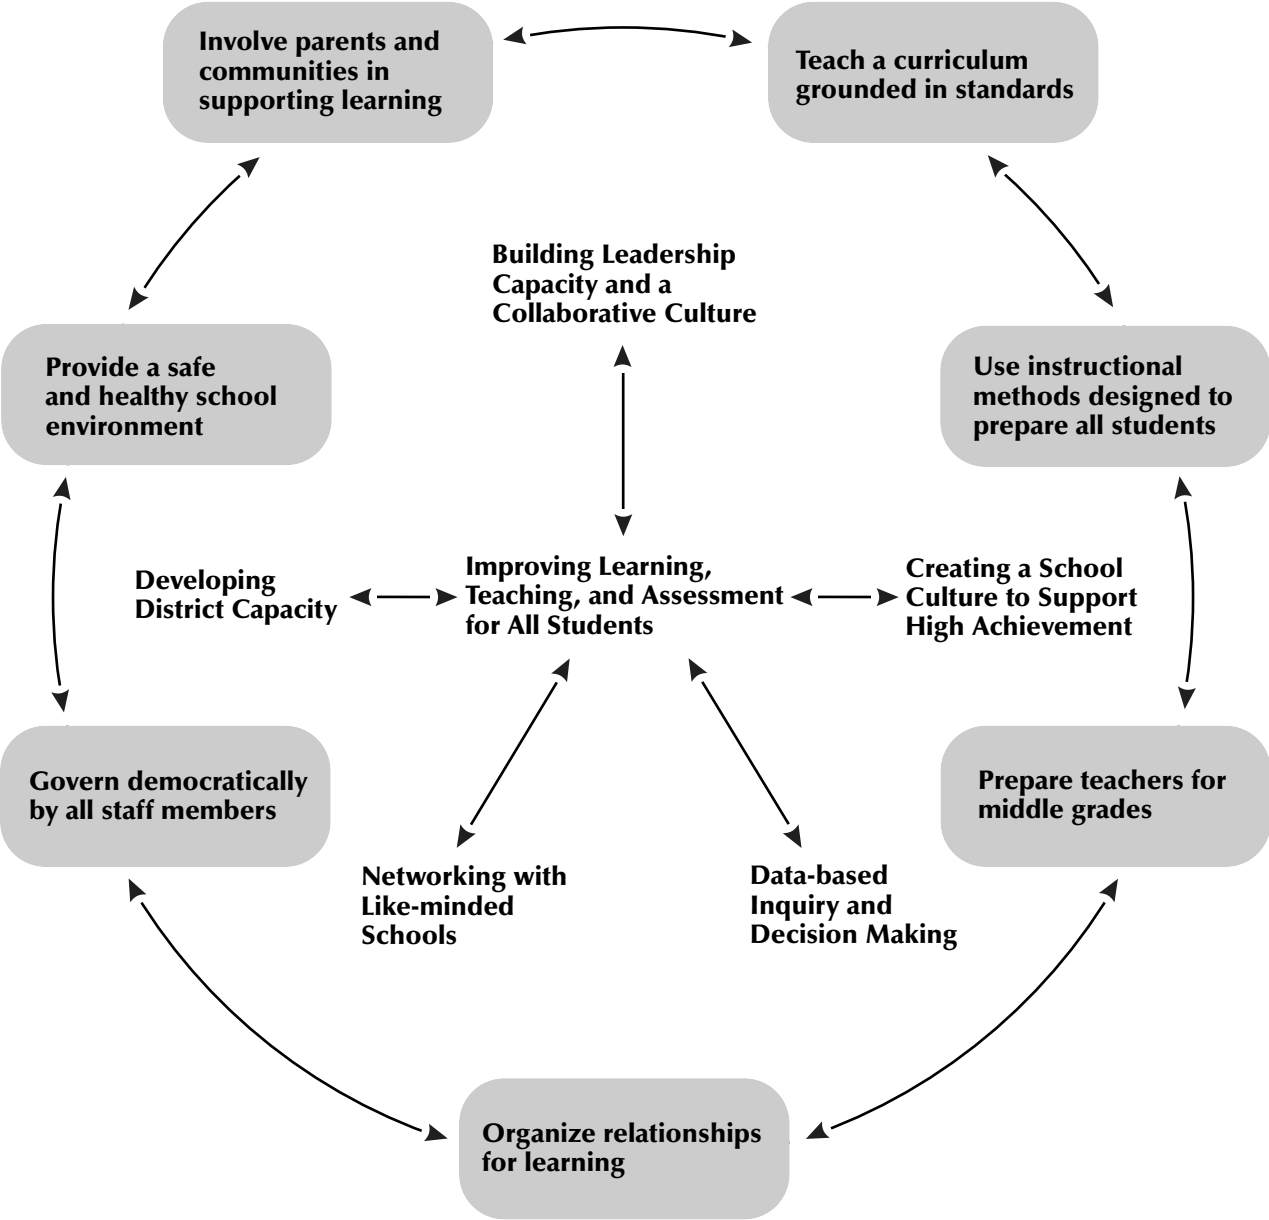 Involve parents and
communities in
supporting learning
Teach a curriculum
grounded in standards
Building Leadership
Capacity and a
Collaborative Culture
Provide a safe
and healthy school
environment
Use instructional
methods designed to
prepare all students
Developing
District Capacity
Improving Learning,
Teaching, and Assessment
for All Students
Creating a School
Culture to Support
High Achievement
Govern democratically
by all staff members
Prepare teachers for
middle grades
Networking with
Like-minded
Schools
Data-based
Inquiry and
Decision Making
Organize relationships
for learning